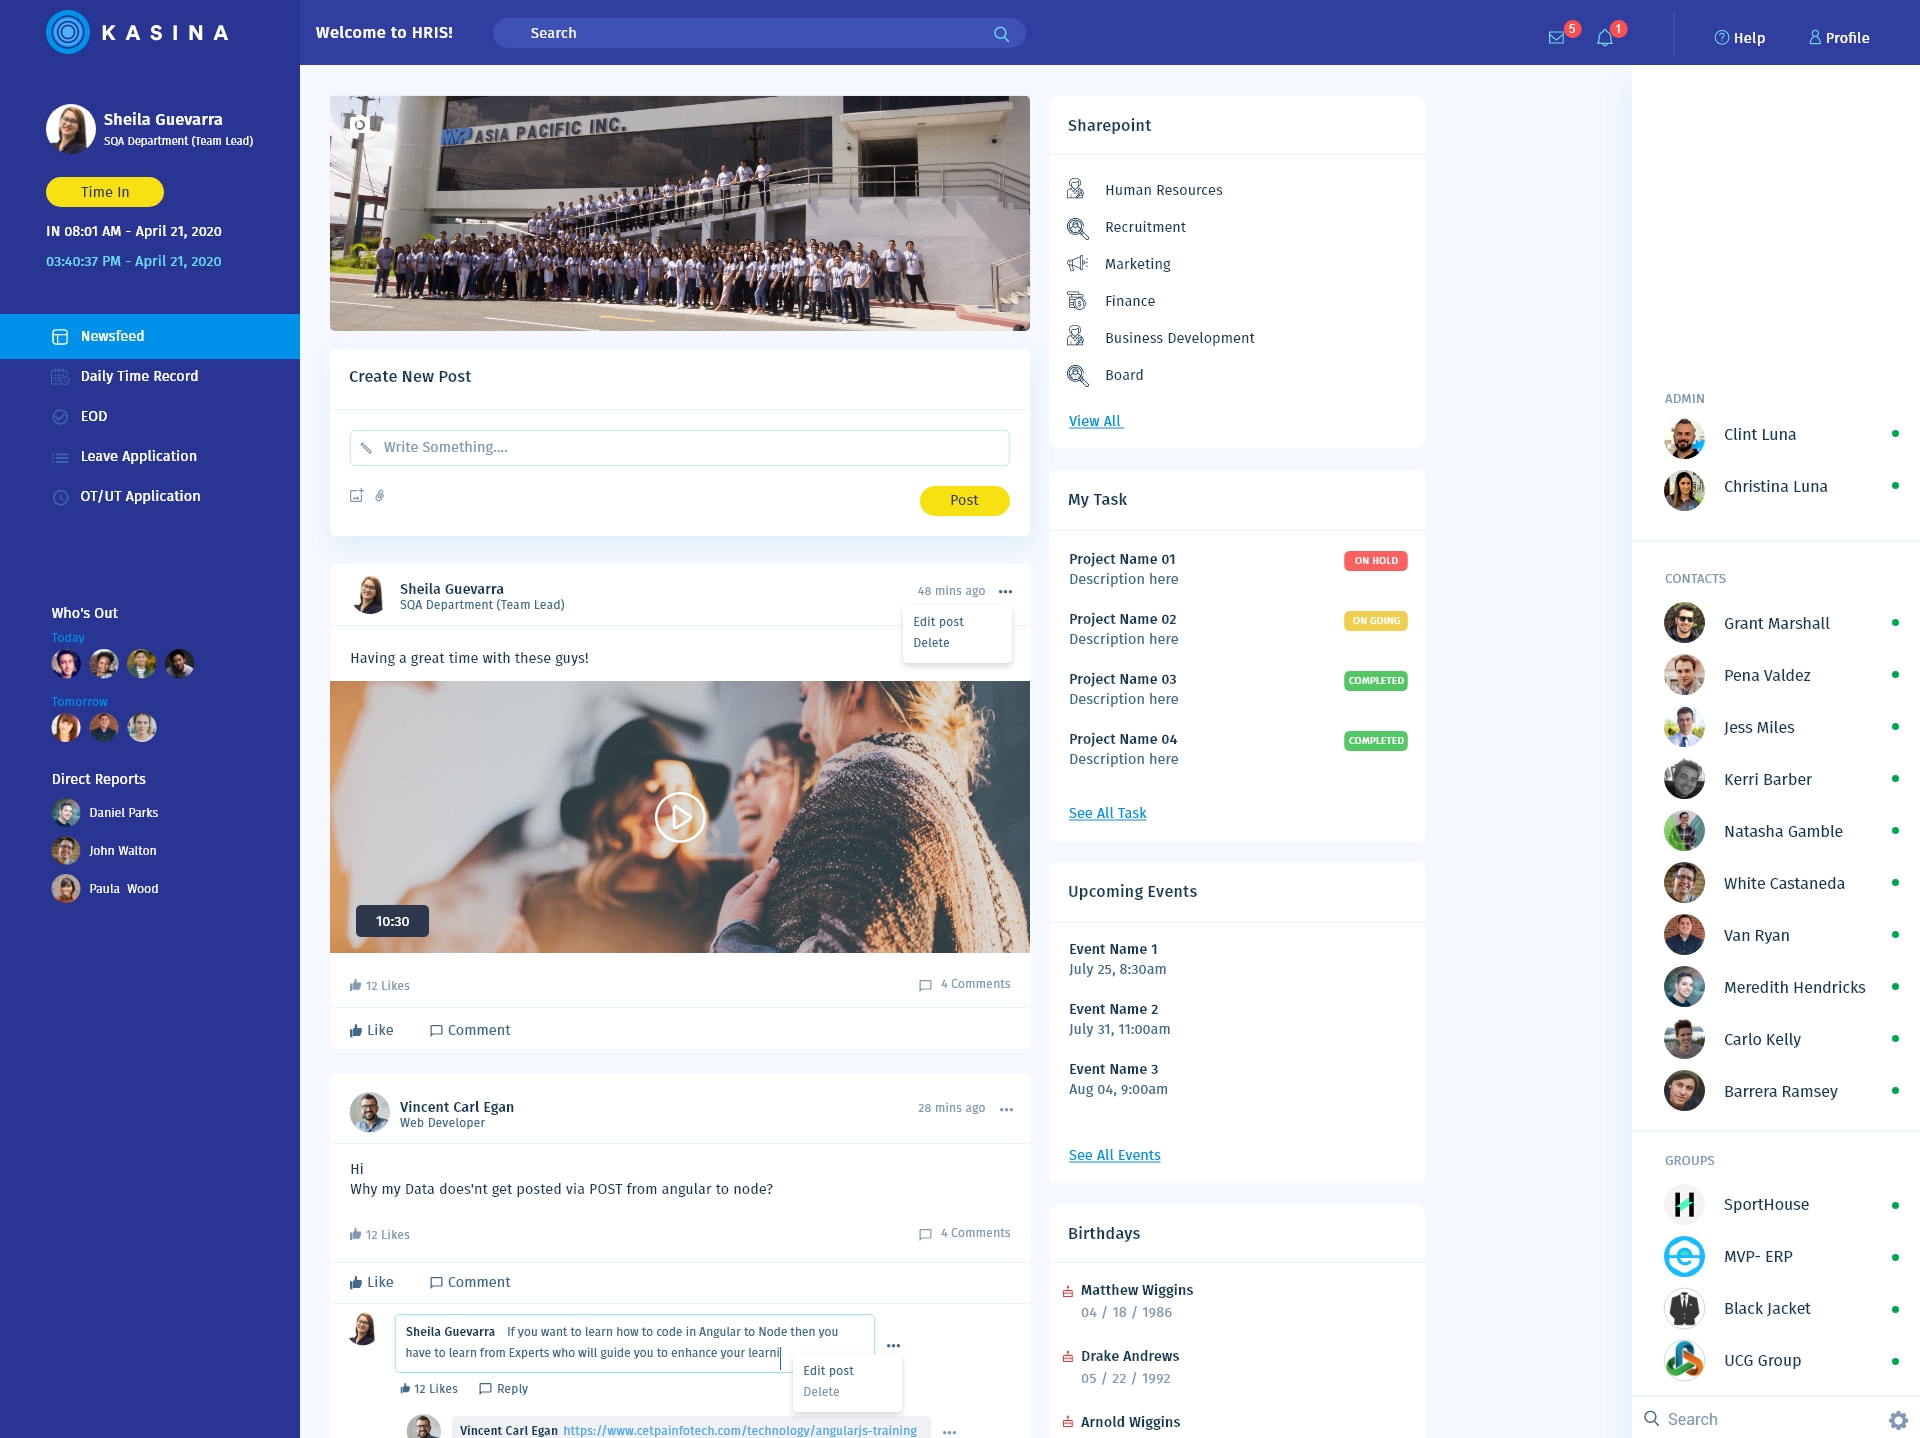 KASINA
Welcome to HRIS!
Search
5
1
Help
Profile
Sheila Guevarra
SQA Department (Team Lead)
Time In
IN 08:01 AM - April 21, 2020
03:40:37 PM - April 21, 2020
Newsfeed
Daily Time Record
EOD
Leave Application
OT/UT Application
Who's Out
Today
Tomorrow
Direct Reports
Daniel Parks
John Walton
Paula Wood
MVP ASIA PACIFIC INC.
Create New Post
Write Something....
Post
Sheila Guevarra
SQA Department (Team Lead)
48 mins ago
Edit post
Delete
Having a great time with these guys!
10:30
12 Likes
4 Comments
Like
Comment
Vincent Carl Egan
Web Developer
28 mins ago
Hi
Why my Data does'nt get posted via POST from angular to node?
12 Likes
4 Comments
Like
Comment
Sheila Guevarra If you want to learn how to code in Angular to Node then you
have to learn from Experts who will guide you to enhance your learni
Edit post
Delete
12 Likes
Reply
Vincent Carl Egan https://www.cetpainfotech.com/technology/angularjs-training
Sharepoint
Human Resources
Recruitment
Marketing
Finance
Business Development
Board
View All
My Task
Project Name 01
Description here
ON HOLD
Project Name 02
Description here
ON GOING
Project Name 03
Description here
COMPLETED
Project Name 04
Description here
COMPLETED
See All Task
Upcoming Events
Event Name 1
July 25, 8:30am
Event Name 2
July 31, 11:00am
Event Name 3
Aug 04, 9:00am
See All Events
Birthdays
Matthew Wiggins
04 / 18 / 1986
Drake Andrews
05 / 22 / 1992
Arnold Wiggins
ADMIN
Clint Luna
Christina Luna
CONTACTS
Grant Marshall
Pena Valdez
Jess Miles
Kerri Barber
Natasha Gamble
White Castaneda
Van Ryan
Meredith Hendricks
Carlo Kelly
Barrera Ramsey
GROUPS
SportHouse
MVP- ERP
Black Jacket
UCG Group
Search